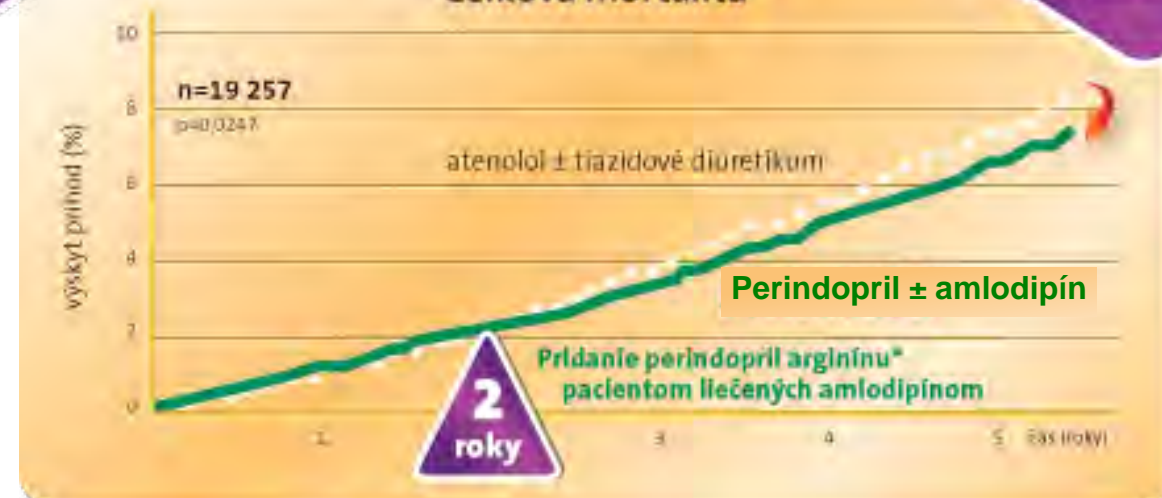 10
n=19 257
p=0,0247
8
výskyt príhod (%)
atenolol ± tiazidové diuretikum
6
4
Perindopril ± amlodipín
2
Pridanie perindopril arginínu*
pacientom liečených amlodipínom
0
2
roky
1
3
4
5
čas (roky)